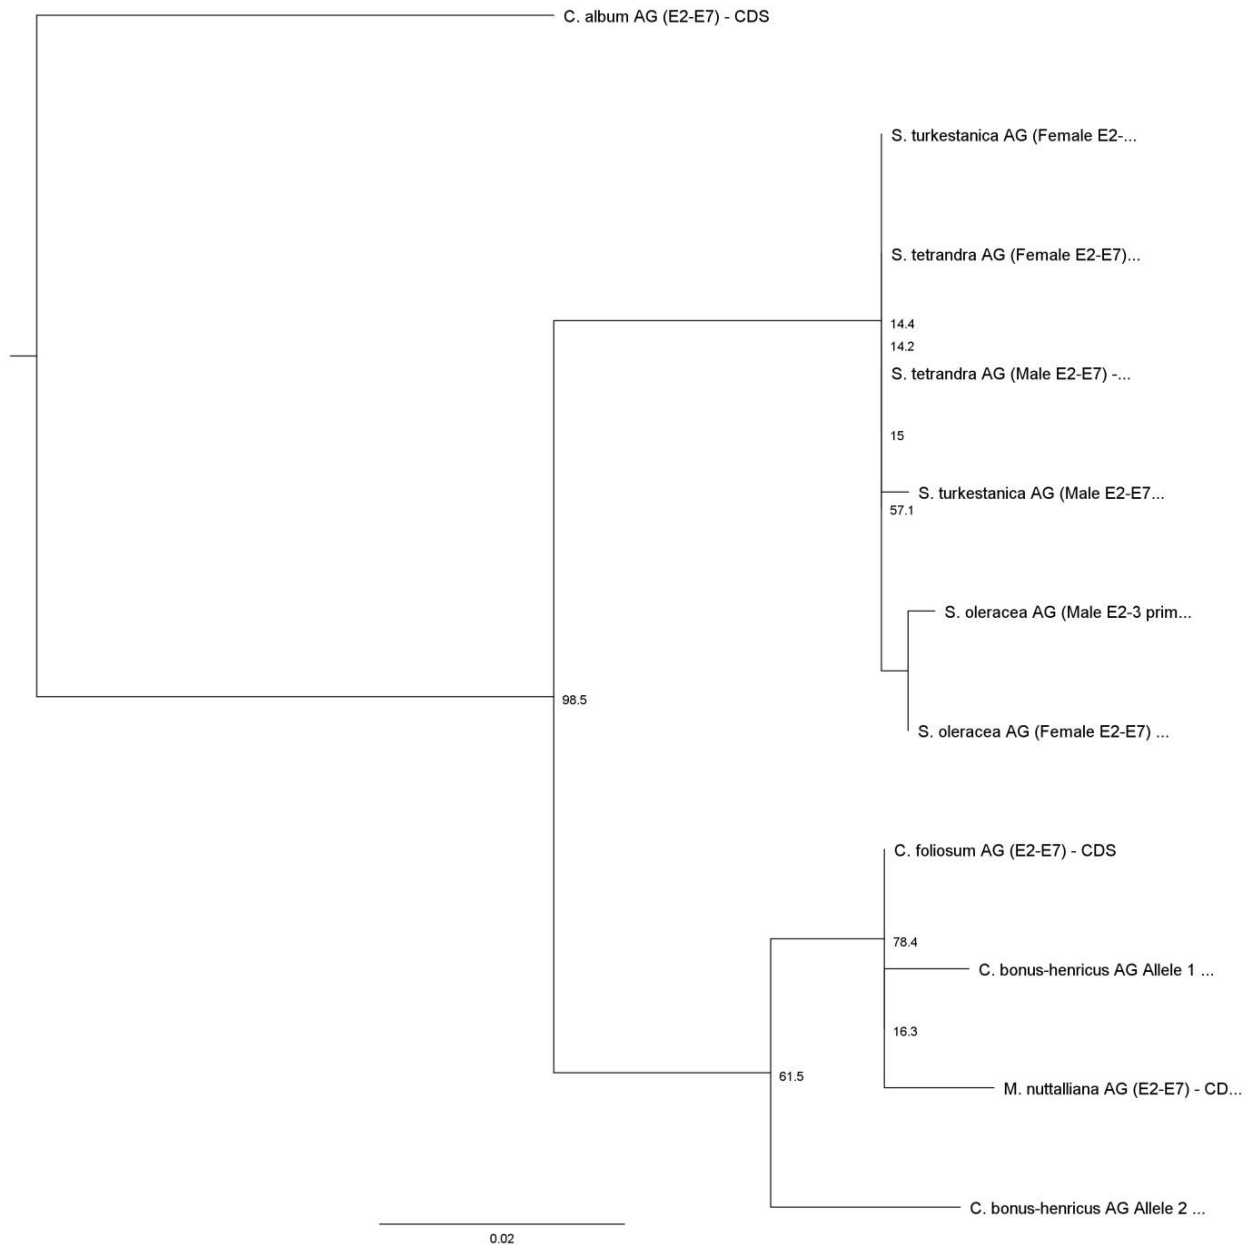 C. album AG (E2-E7) - CDS
S. turkestanica AG (Female E2-...
S. tetrandra AG (Female E2-E7)...
14.4
14.2
S. tetrandra AG (Male E2-E7) -...
15
S. turkestanica AG (Male E2-E7...
57.1
S. oleracea AG (Male E2-3 prim...
98.5
S. oleracea AG (Female E2-E7) ...
C. foliosum AG (E2-E7) - CDS
78.4
C. bonus-henricus AG Allele 1 ...
16.3
61.5
M. nuttalliana AG (E2-E7) - CD...
C. bonus-henricus AG Allele 2 ...
0.02